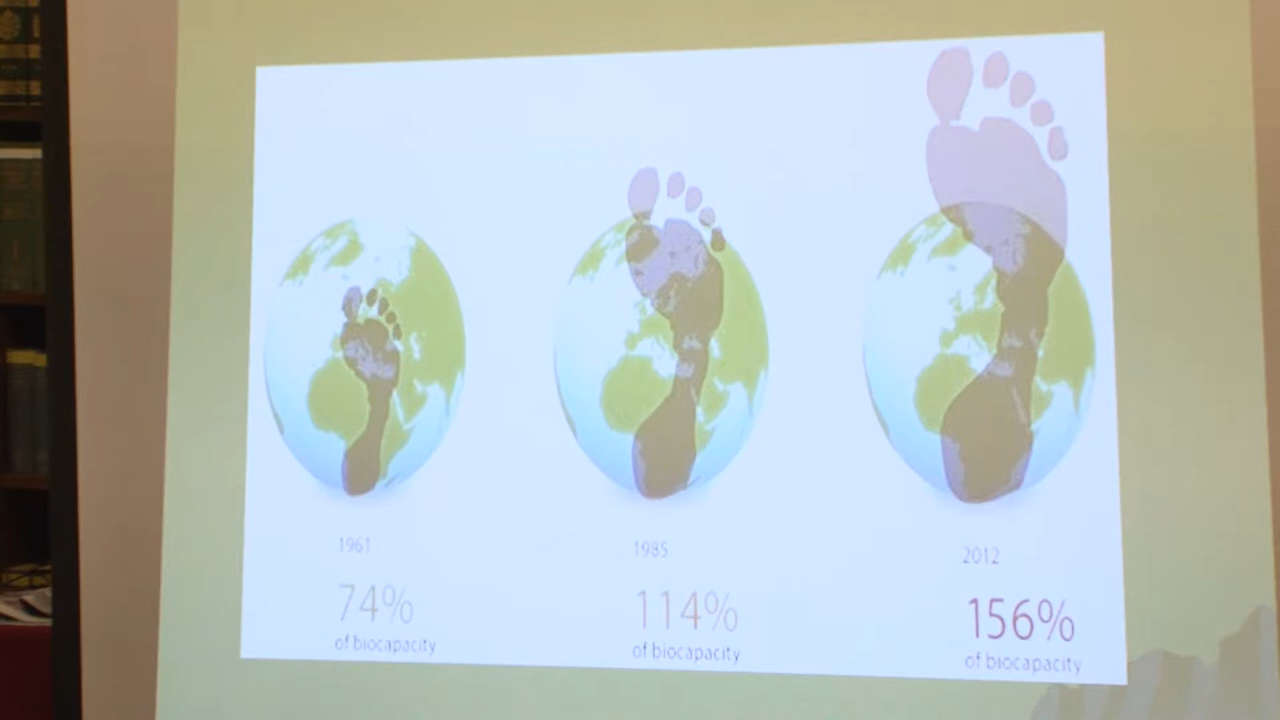 1961
1985
2012
74%
114%
156%
of biocapacity
of biocapacity
of biocapacity